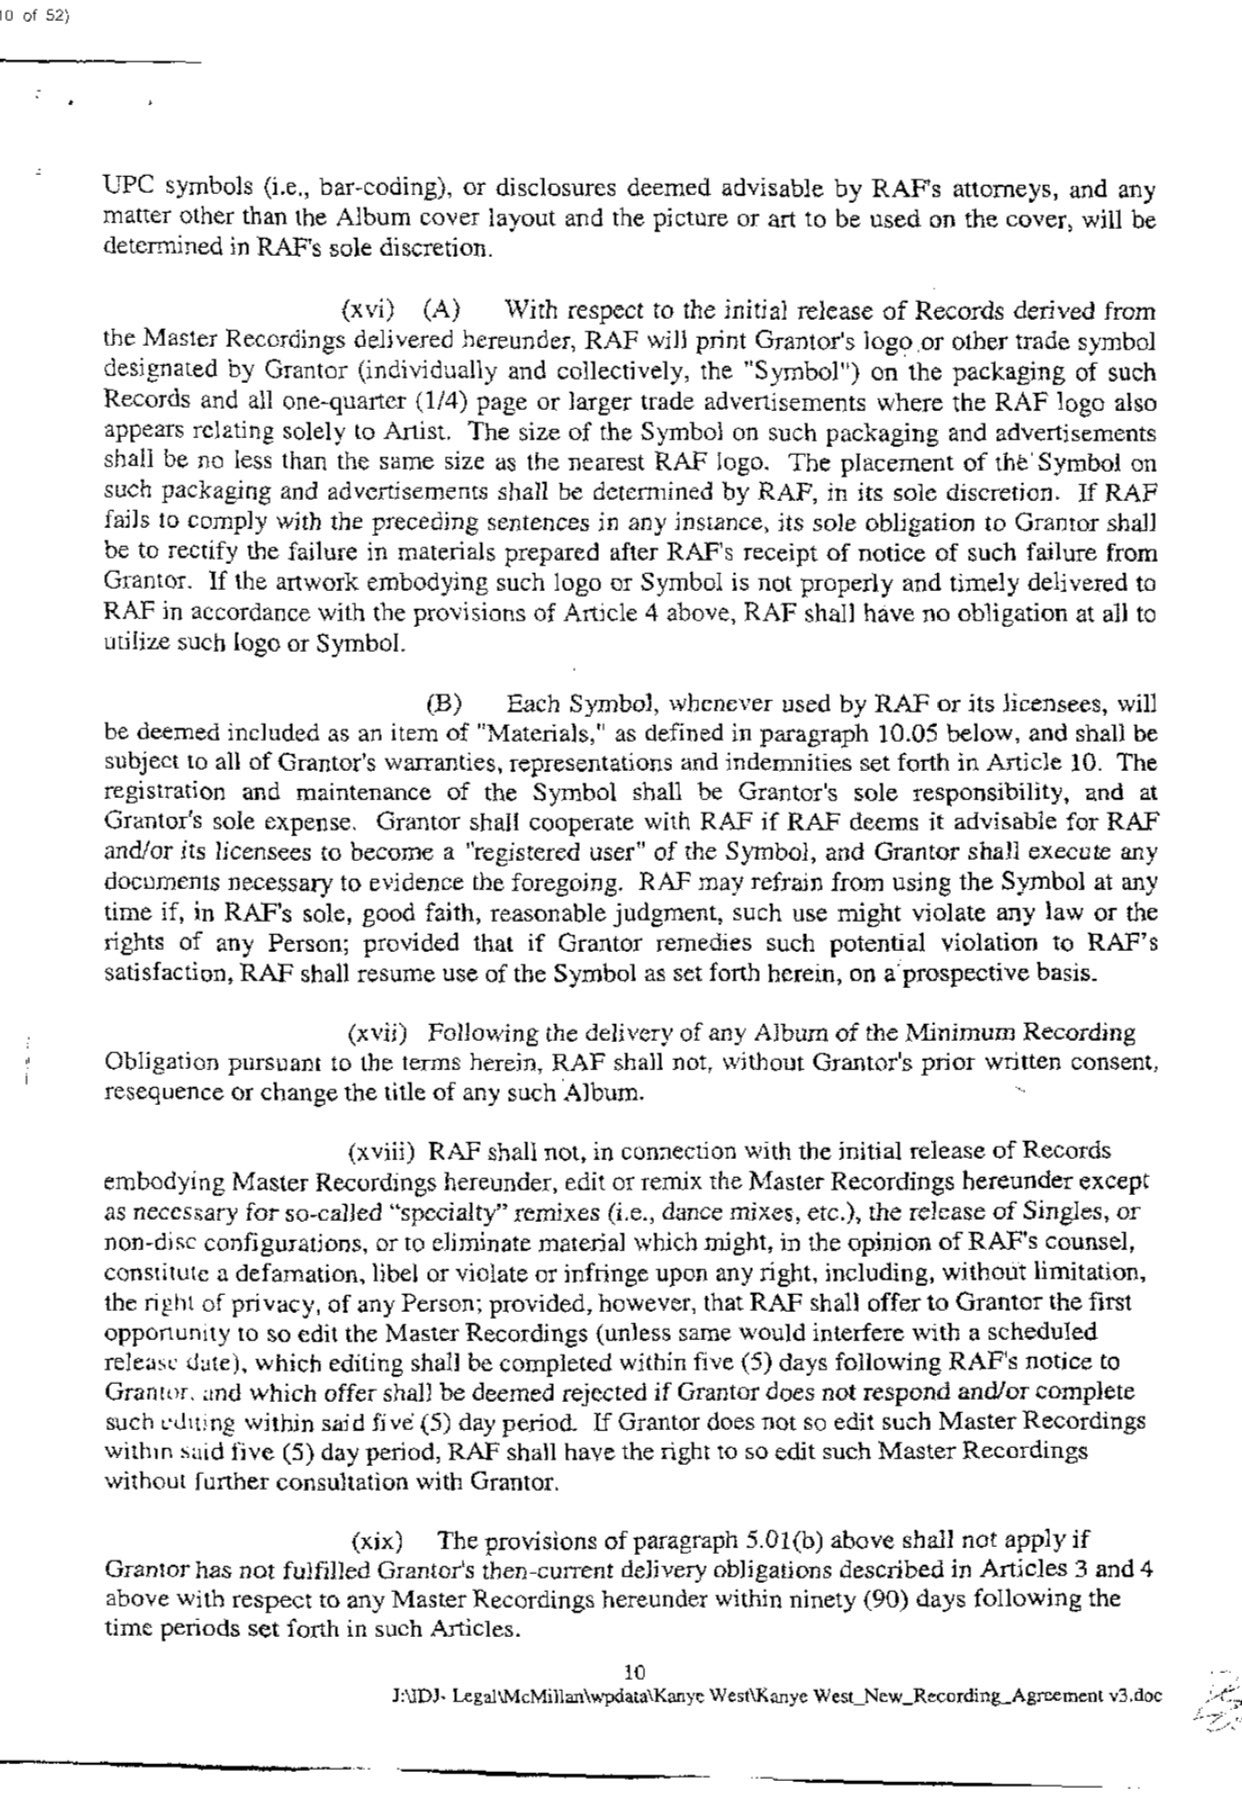 10 of 52)
UPC symbols (i.e., bar-coding), or disclosures deemed advisable by RAF's attorneys, and any
matter other than the Album cover layout and the picture or art to be used on the cover, will be
determined in RAF's sole discretion.
(xvi) (A) With respect to the initial release of Records derived from
the Master Recordings delivered hereunder, RAF will print Grantor's logo or other trade symbol
designated by Grantor (individually and collectively, the "Symbol") on the packaging of such
Records and all one-quarter (1/4) page or larger trade advertisements where the RAF logo also
appears relating solely to Artist. The size of the Symbol on such packaging and advertisements
shall be no less than the same size as the nearest RAF logo. The placement of the Symbol on
such packaging and advertisements shall be determined by RAF, in its sole discretion. If RAF
fails to comply with the preceding sentences in any instance, its sole obligation to Grantor shall
be to rectify the failure in materials prepared after RAF's receipt of notice of such failure from
Grantor. If the artwork embodying such logo or Symbol is not properly and timely delivered to
RAF in accordance with the provisions of Article 4 above, RAF shall have no obligation at all to
utilize such logo or Symbol.
(B) Each Symbol, whenever used by RAF or its licensees, will
be deemed included as an item of "Materials," as defined in paragraph 10.05 below, and shall be
subject to all of Grantor's warranties, representations and indemnities set forth in Article 10. The
registration and maintenance of the Symbol shall be Grantor's sole responsibility, and at
Grantor's sole expense. Grantor shall cooperate with RAF if RAF deems it advisable for RAF
and/or its licensees to become a "registered user" of the Symbol, and Grantor shall execute any
documents necessary to evidence the foregoing. RAF may refrain from using the Symbol at any
time if, in RAF's sole, good faith, reasonable judgment, such use might violate any law or the
rights of any Person; provided that if Grantor remedies such potential violation to RAF's
satisfaction, RAF shall resume use of the Symbol as set forth herein, on a prospective basis.
(xvii) Following the delivery of any Album of the Minimum Recording
Obligation pursuant to the terms herein, RAF shall not, without Grantor's prior written consent,
resequence or change the title of any such Album.
(xviii) RAF shall not, in connection with the initial release of Records
embodying Master Recordings hereunder, edit or remix the Master Recordings hereunder except
as necessary for so-called “specialty” remixes (i.e., dance mixes, etc.), the release of Singles, or
non-disc configurations, or to eliminate material which might, in the opinion of RAF's counsel,
constitute a defamation, libel or violate or infringe upon any right, including, without limitation,
the right of privacy, of any Person; provided, however, that RAF shall offer to Grantor the first
opportunity to so edit the Master Recordings (unless same would interfere with a scheduled
release date), which editing shall be completed within five (5) days following RAF's notice to
Grantor, and which offer shall be deemed rejected if Grantor does not respond and/or complete
such editing within said five (5) day period. If Grantor does not so edit such Master Recordings
within said five (5) day period, RAF shall have the right to so edit such Master Recordings
without further consultation with Grantor.
(xix) The provisions of paragraph 5.01(b) above shall not apply if
Grantor has not fulfilled Grantor's then-current delivery obligations described in Articles 3 and 4
above with respect to any Master Recordings hereunder within ninety (90) days following the
time periods set forth in such Articles.
10
J:\IDJ- Legal\McMillan\wpdata\Kanye West\Kanye West_New_Recording_Agreement v3.doc